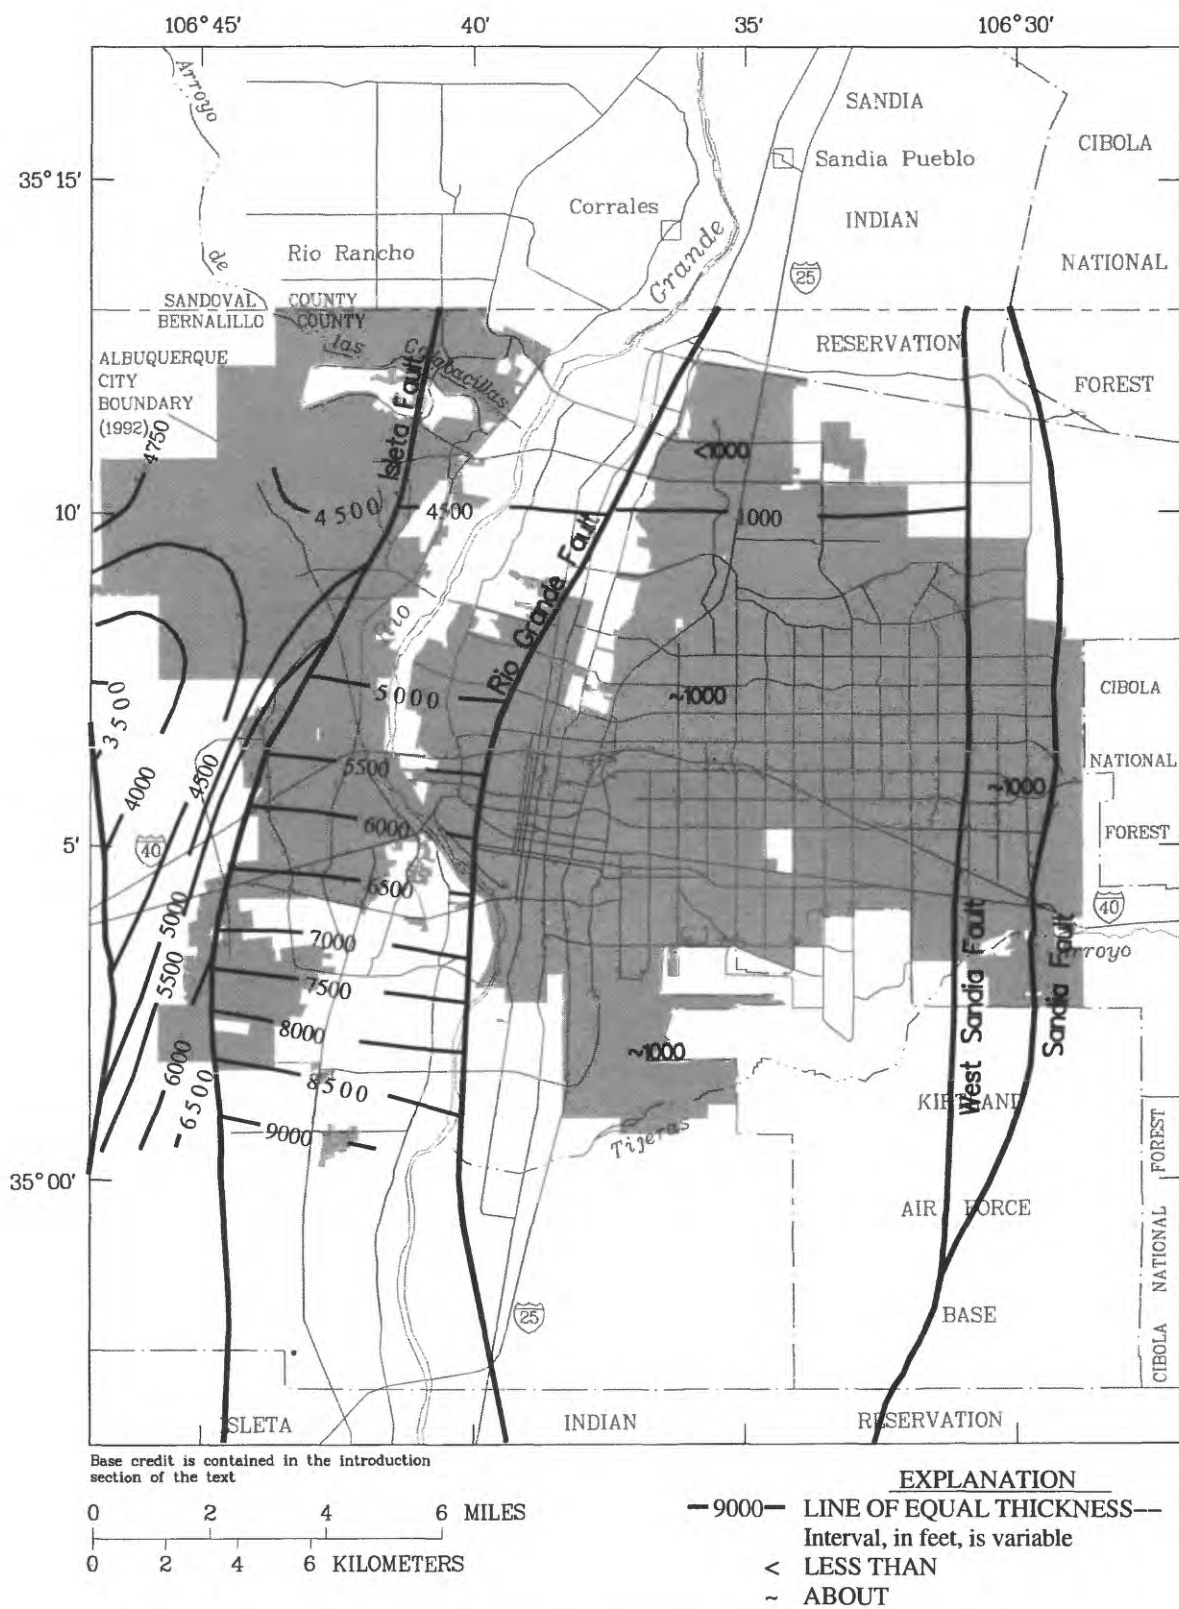 106° 45′
40′
35′
106° 30′
Arroyo
de
las
Calabacillas
SANDIA
Sandia Pueblo
CIBOLA
35° 15′
Corrales
INDIAN
Rio Rancho
Rio
Grande
25
NATIONAL
SANDOVAL COUNTY
BERNALILLO COUNTY
RESERVATION
ALBUQUERQUE
CITY
BOUNDARY
(1992)
FOREST
Isleta Fault
4750
<1000
10′
4500
4500
1000
Rio Grande Fault
5000
~1000
CIBOLA
3500
4000
4500
5500
NATIONAL
~1000
5′
40
6000
FOREST
6500
5000
40
7000
Arroyo
5500
7500
West Sandia Fault
Sandia Fault
8000
~1000
6000
8500
6500
KIRTLAND
9000
Tijeras
35° 00′
AIR FORCE
CIBOLA NATIONAL FOREST
25
BASE
ISLETA
INDIAN
RESERVATION
Base credit is contained in the introduction
section of the text
0 2 4 6 MILES
0 2 4 6 KILOMETERS
EXPLANATION
—9000— LINE OF EQUAL THICKNESS—
Interval, in feet, is variable
< LESS THAN
~ ABOUT